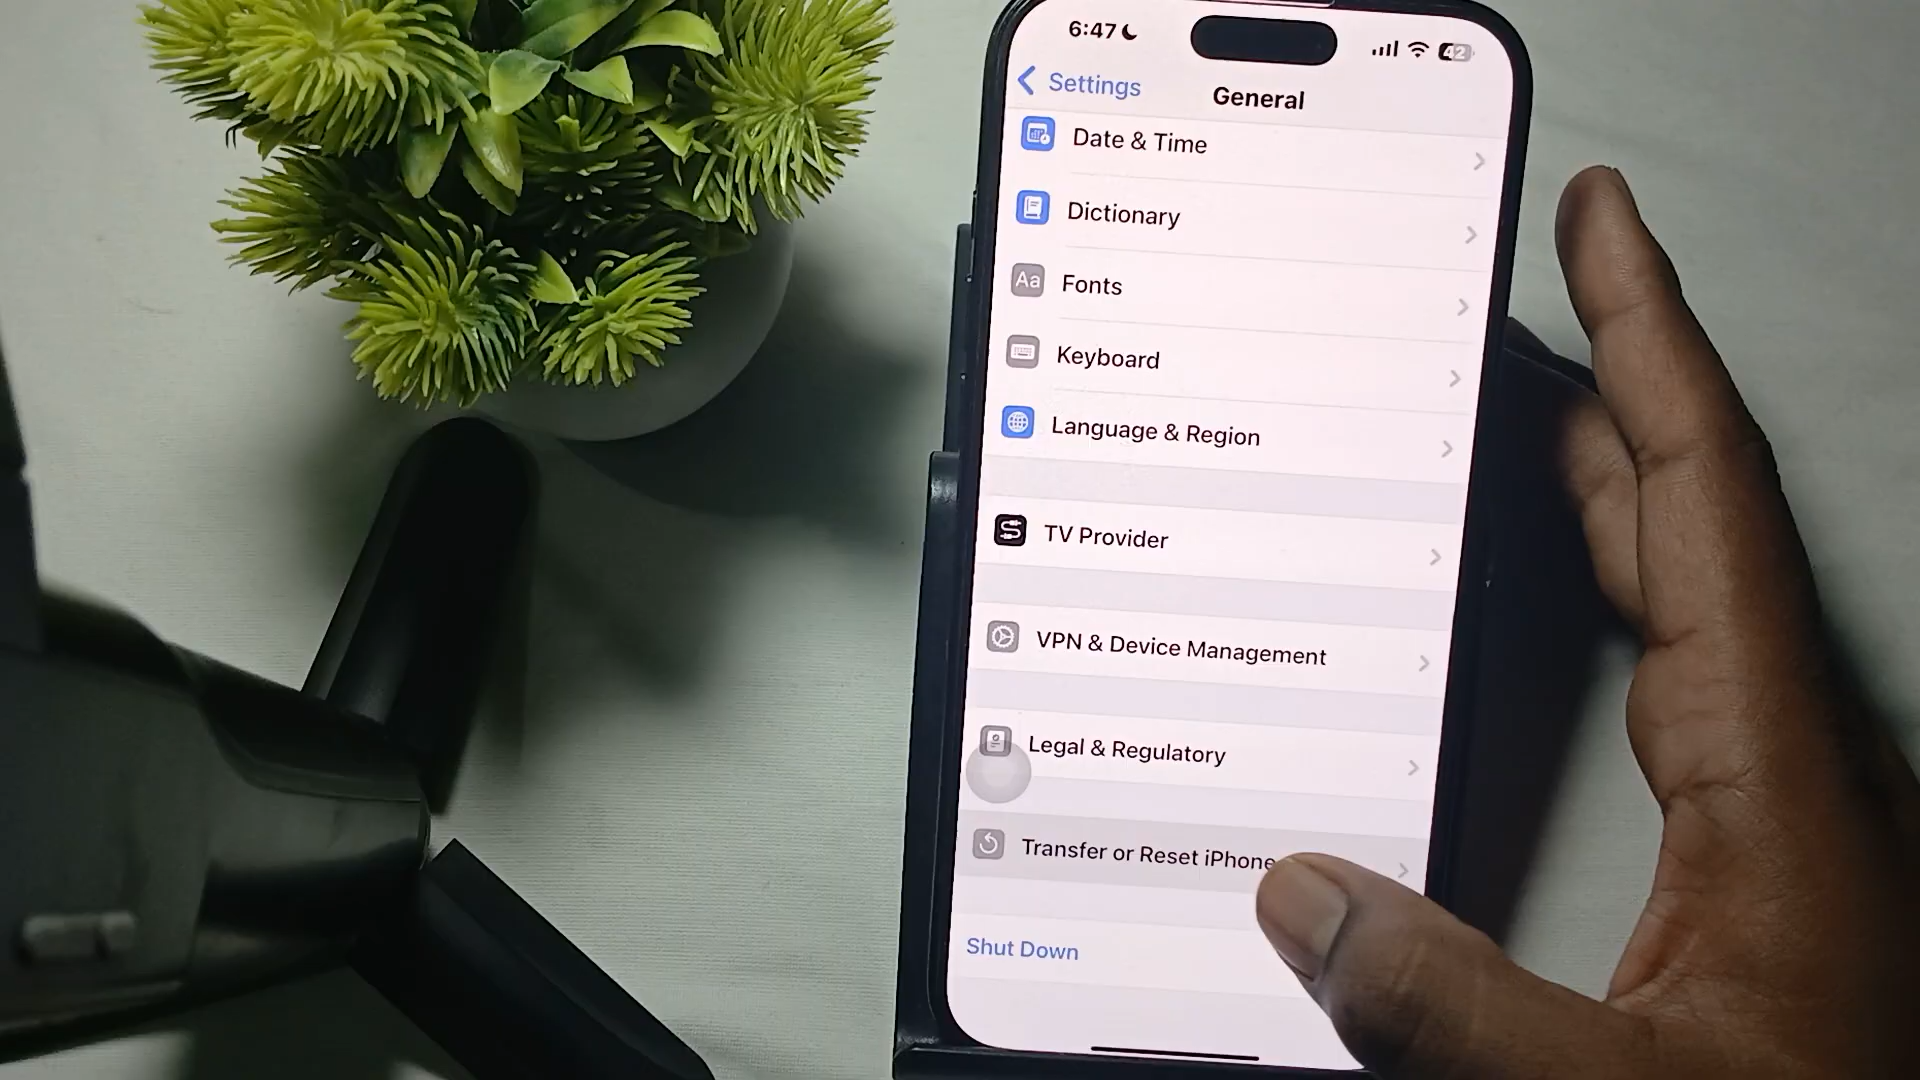 6:47
42
Settings
General
Date & Time
Dictionary
Aa
Fonts
Keyboard
Language & Region
TV Provider
VPN & Device Management
Legal & Regulatory
Transfer or Reset iPhone
Shut Down